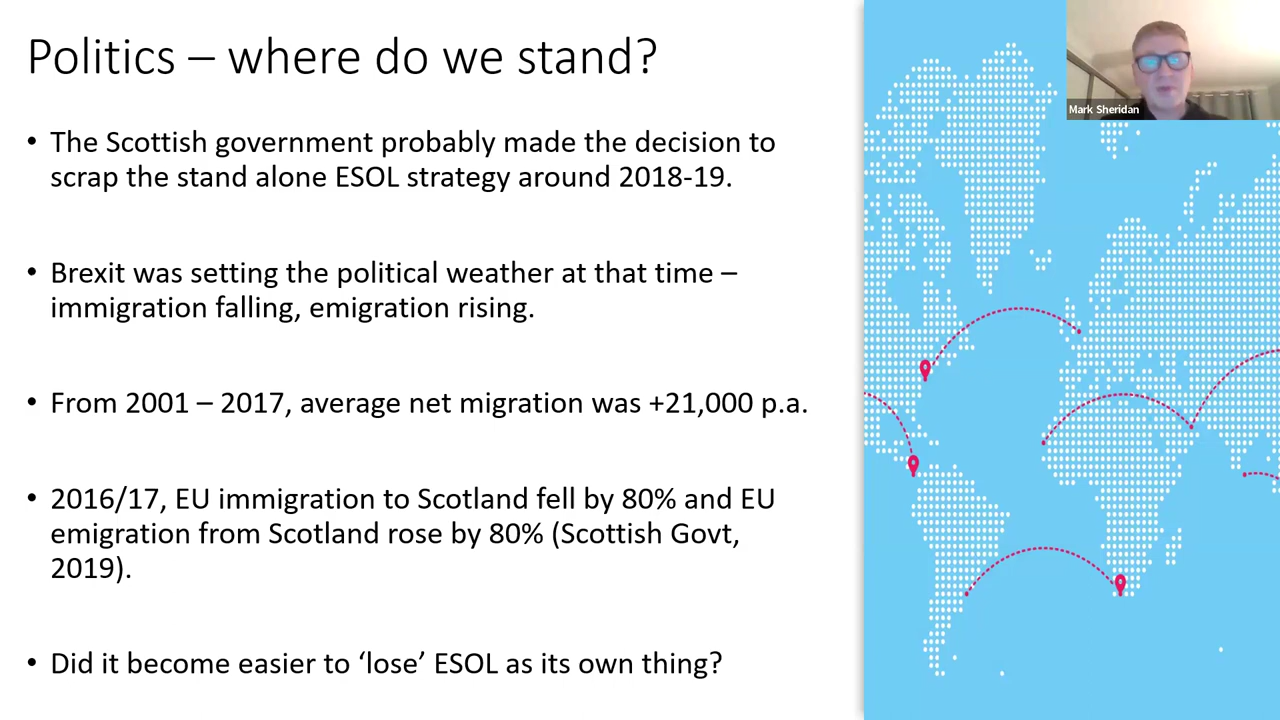 Politics – where do we stand?
Mark Sheridan
• The Scottish government probably made the decision to
scrap the stand alone ESOL strategy around 2018-19.
• Brexit was setting the political weather at that time –
immigration falling, emigration rising.
• From 2001 – 2017, average net migration was +21,000 p.a.
• 2016/17, EU immigration to Scotland fell by 80% and EU
emigration from Scotland rose by 80% (Scottish Govt,
2019).
• Did it become easier to ‘lose’ ESOL as its own thing?